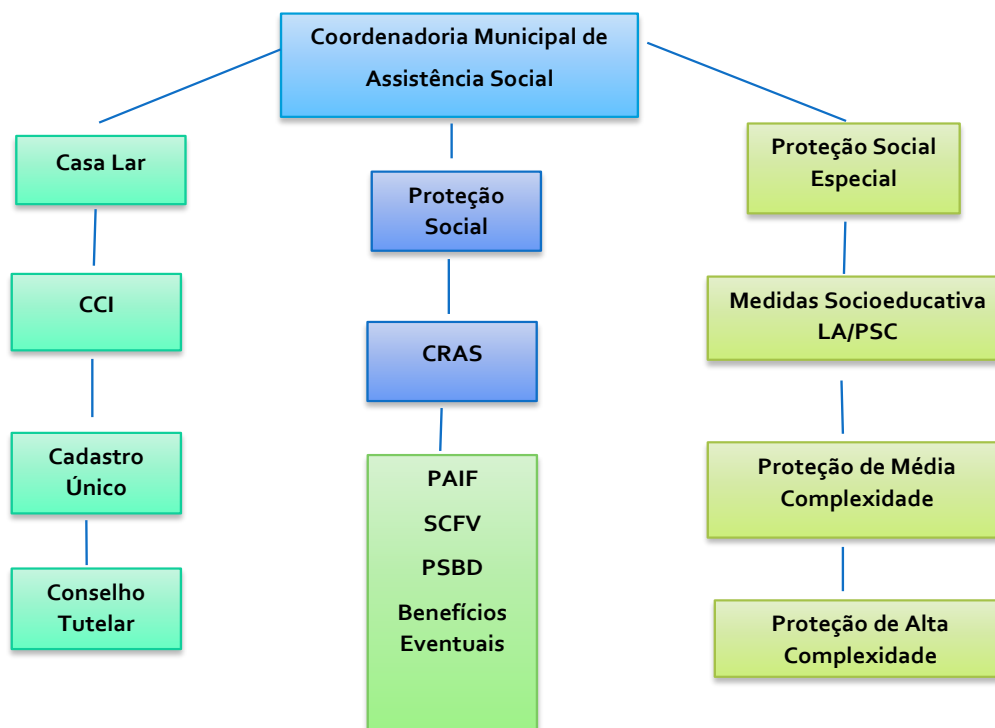 Coordenadoria Municipal de
Assistência Social
Casa Lar
CCI
Cadastro
Único
Conselho
Tutelar
Proteção
Social
CRAS
PAIF
SCFV
PSBD
Benefícios
Eventuais
Proteção Social
Especial
Medidas Socioeducativa
LA/PSC
Proteção de Média
Complexidade
Proteção de Alta
Complexidade